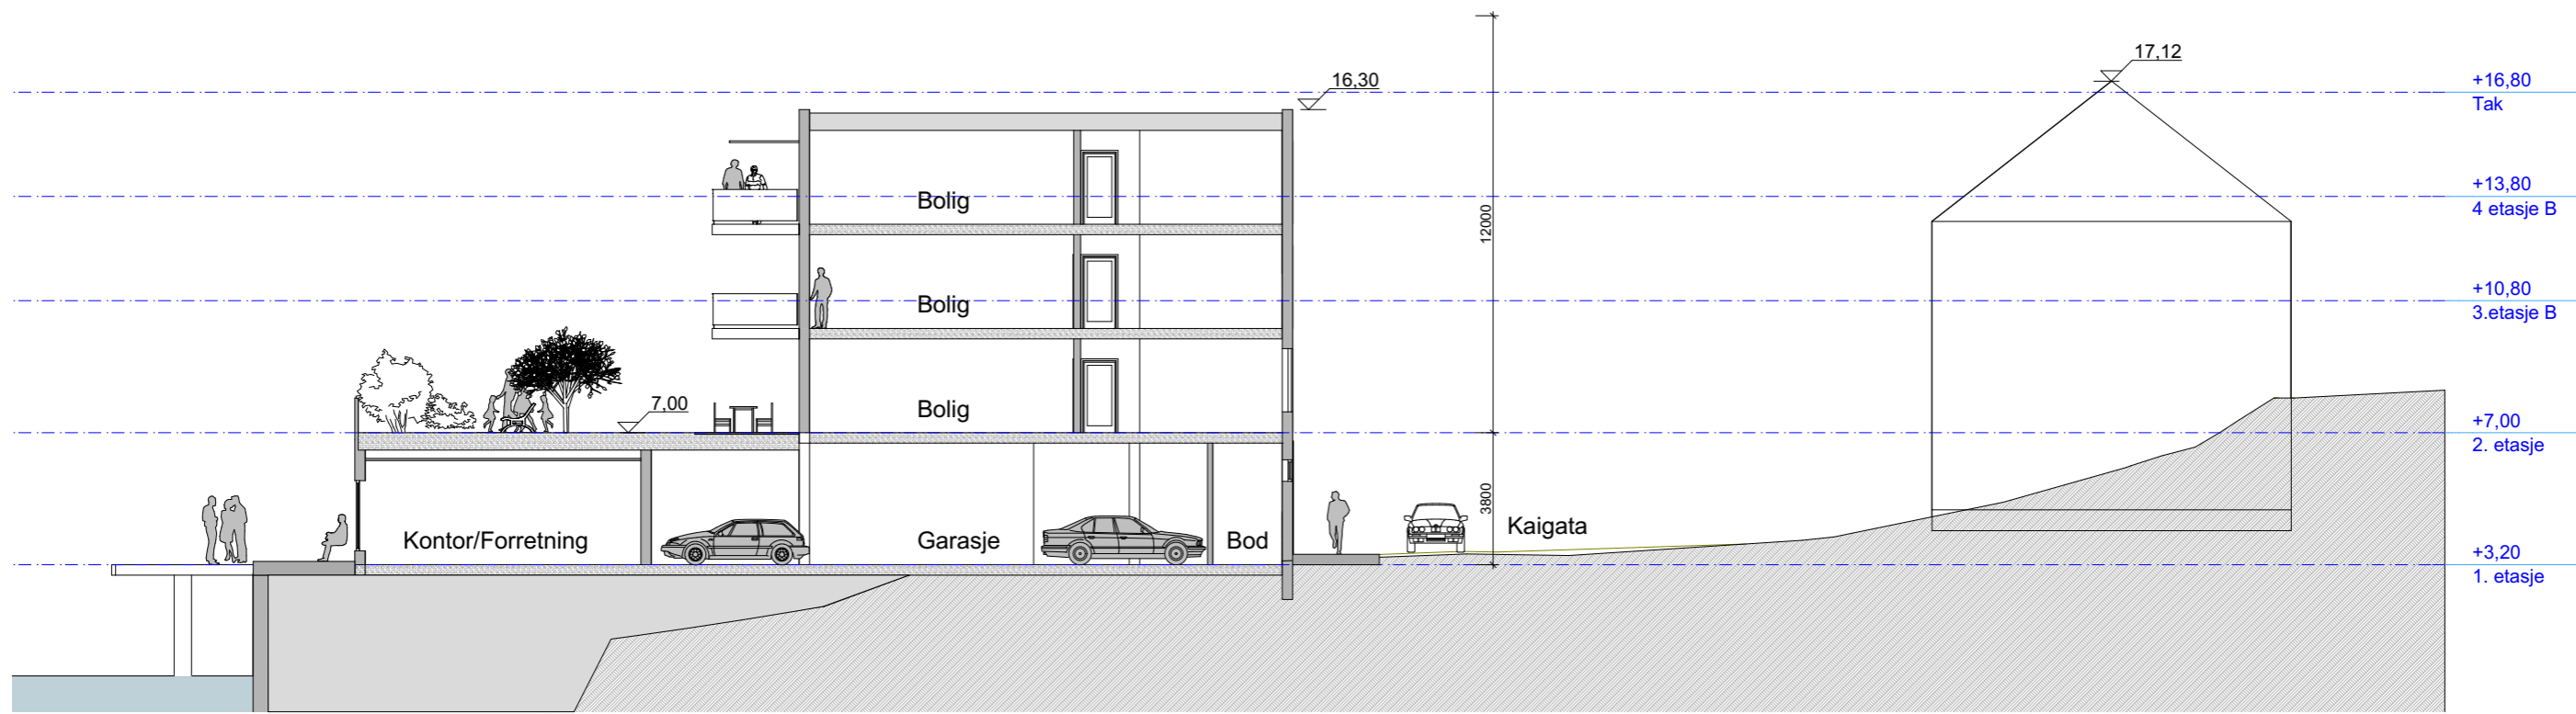 17,12
16,30
+16,80
Tak
+13,80
4 etasje B
Bolig
12000
+10,80
3.etasje B
Bolig
7,00
Bolig
+7,00
2. etasje
3800
Kontor/Forretning
Garasje
Bod
Kaigata
+3,20
1. etasje